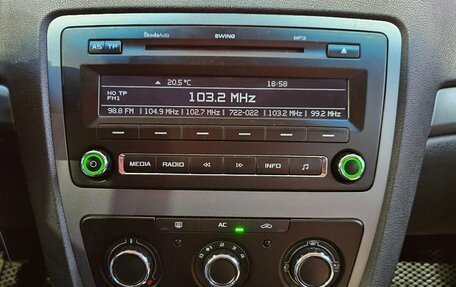 ŠkodaAuto SWING MP3
AS TP
20.5°C 18:58
NO TP
103.2 MHz
FM1
98.8 FM | 104.9 MHz | 102.7 MHz | 722-022 | 103.2 MHz | 99.2 MHz
MEDIA RADIO INFO
AC